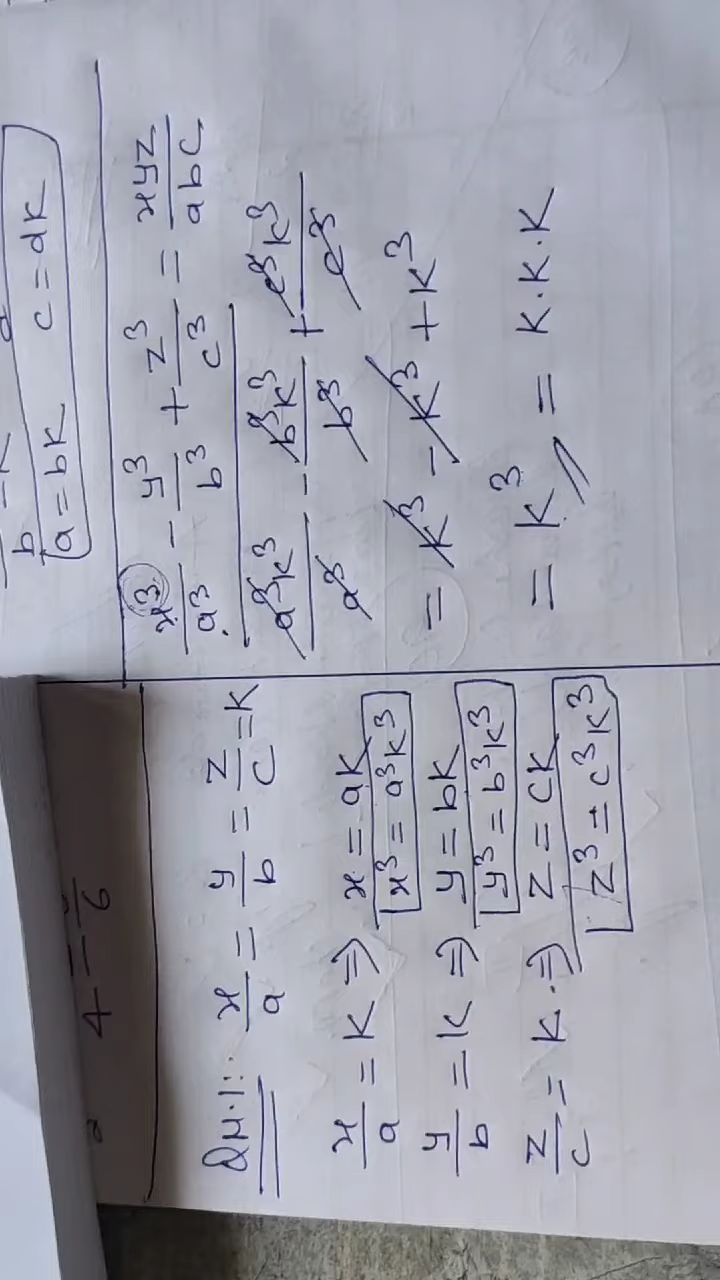 b
a = bK c = dK
4 = 6
QN.1: x/a = y/b = z/c = K
x/a = K ⇒ x = aK
x³ = a³K³
y/b = K ⇒ y = bK
y³ = b³K³
z/c = K ⇒ z = cK
z³ = c³K³
x³/a³ - y³/b³ + z³/c³ = xyz/abc
a³K³/a³ - b³K³/b³ + c³K³/c³
= K³ - K³ + K³
= K³ = K.K.K